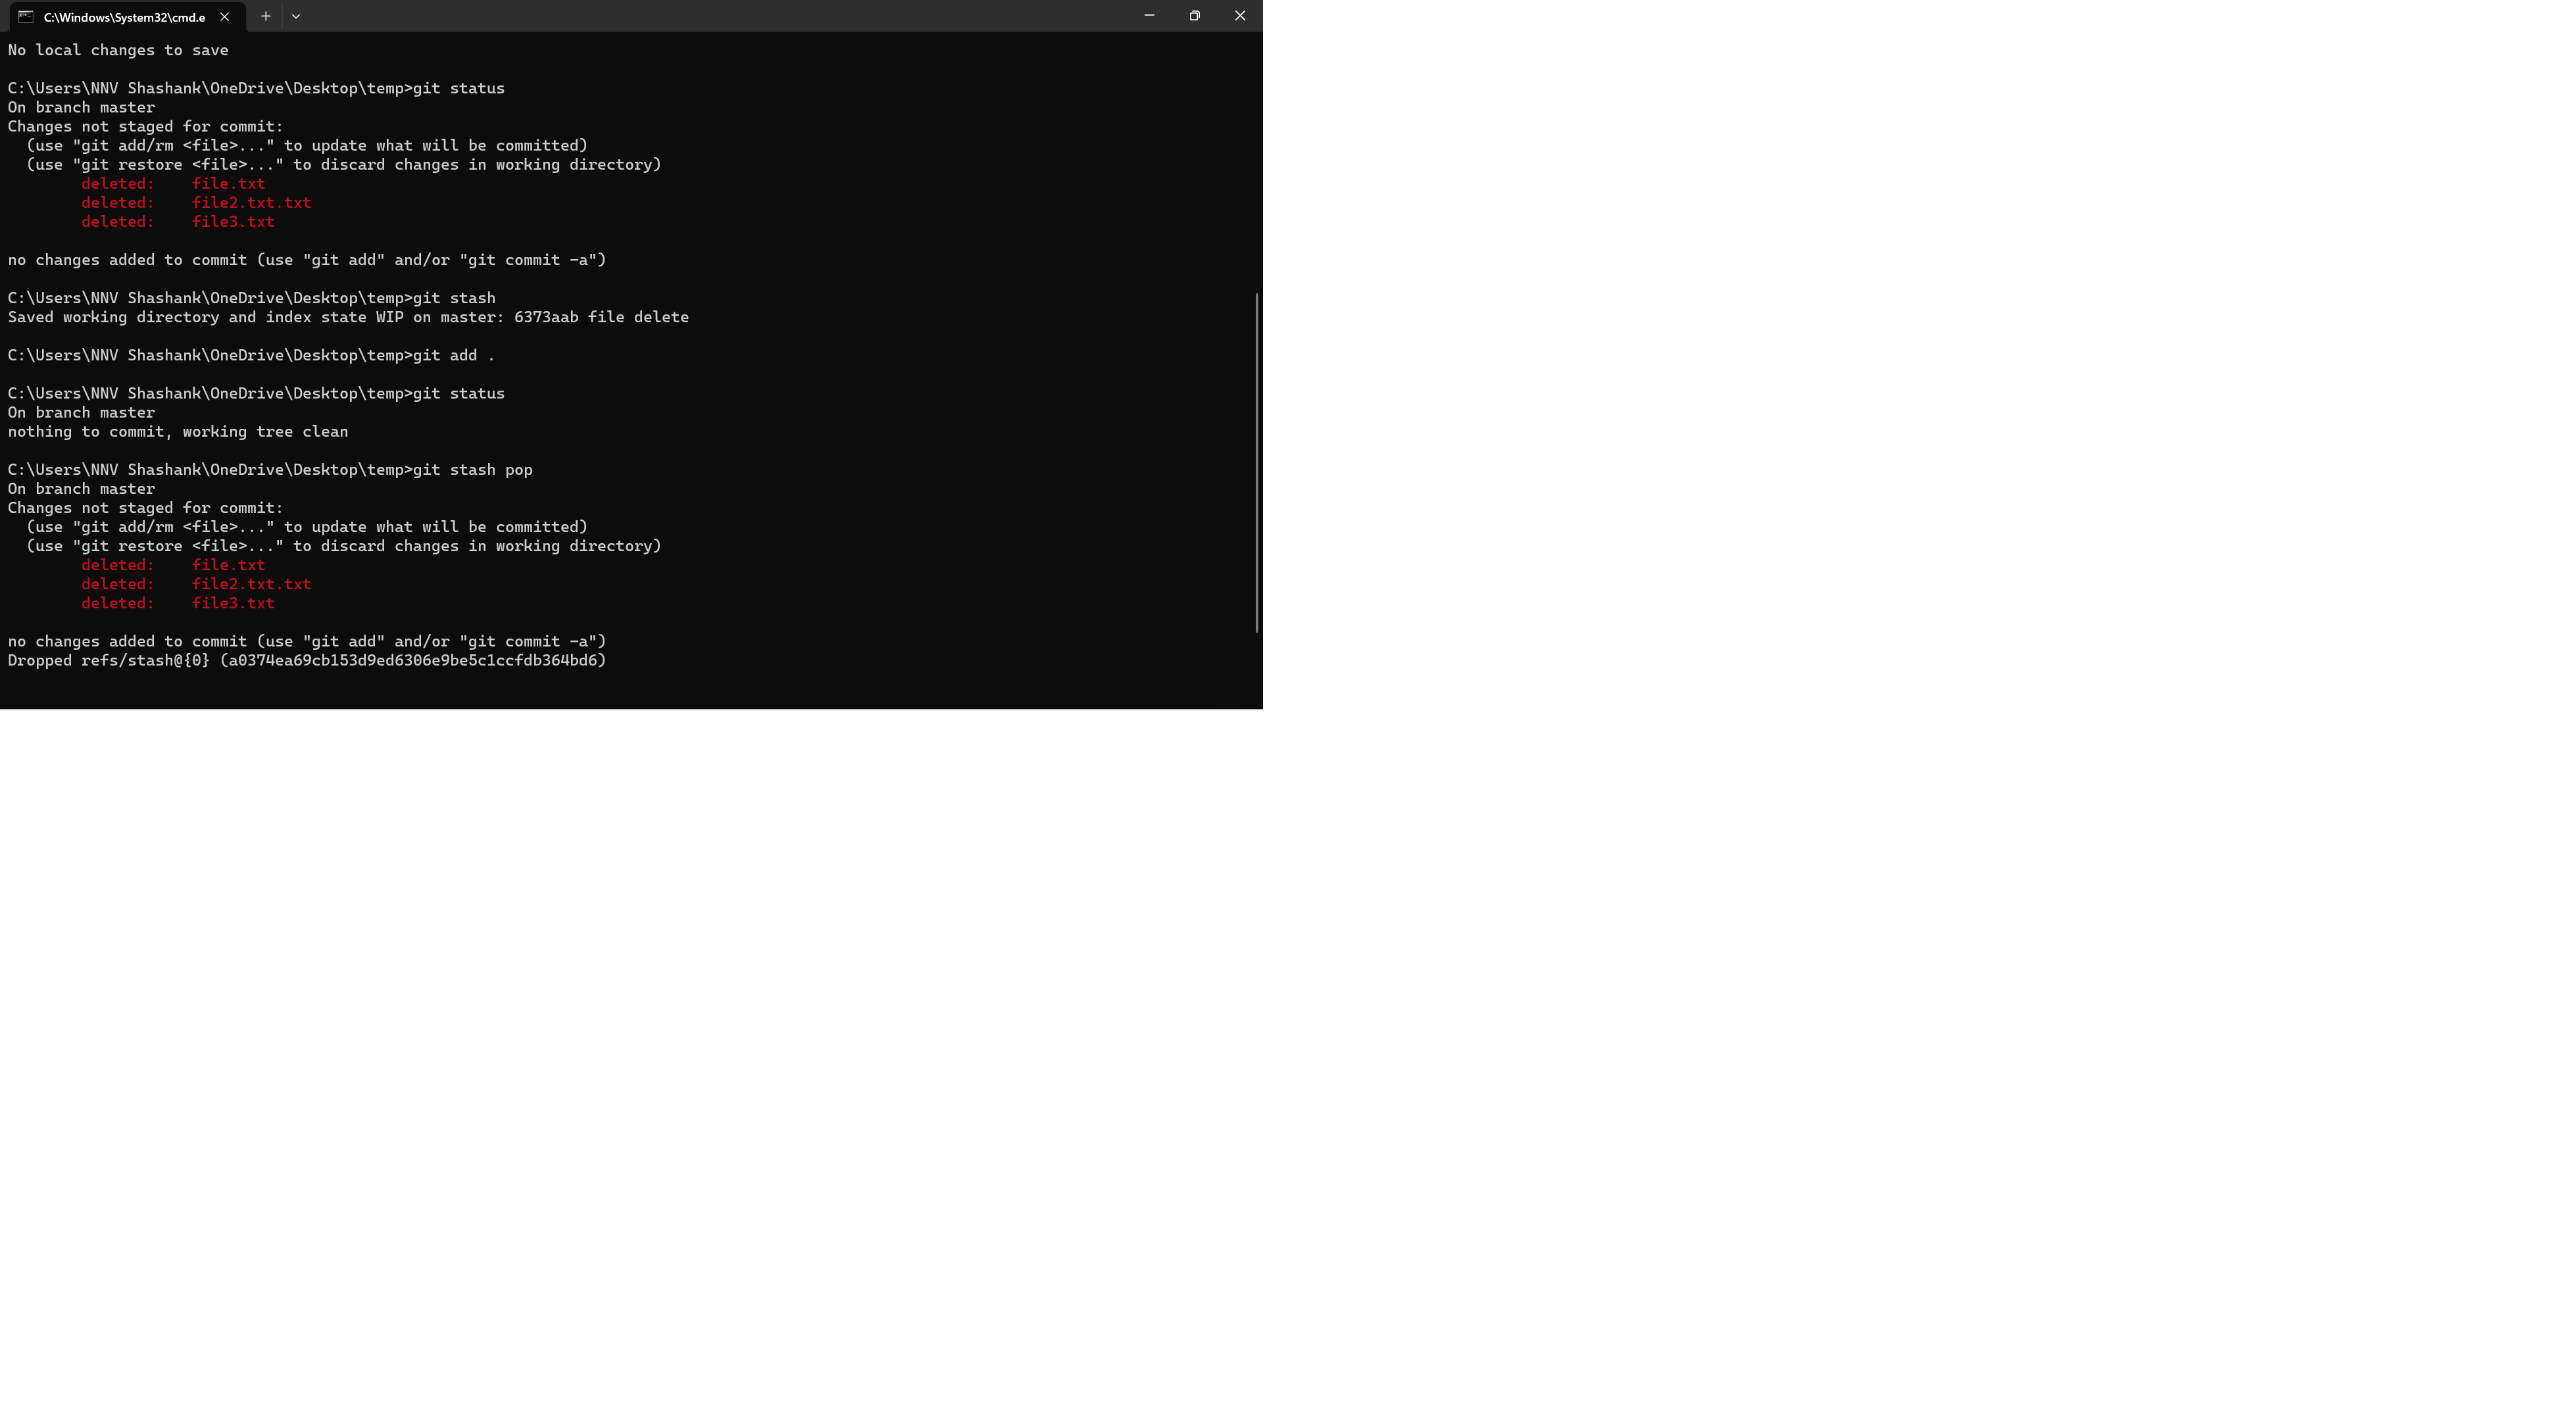 C:\Windows\System32\cmd.e
No local changes to save
C:\Users\NNV Shashank\OneDrive\Desktop\temp>git status
On branch master
Changes not staged for commit:
  (use "git add/rm <file>..." to update what will be committed)
  (use "git restore <file>..." to discard changes in working directory)
        deleted:    file.txt
        deleted:    file2.txt.txt
        deleted:    file3.txt
no changes added to commit (use "git add" and/or "git commit -a")
C:\Users\NNV Shashank\OneDrive\Desktop\temp>git stash
Saved working directory and index state WIP on master: 6373aab file delete
C:\Users\NNV Shashank\OneDrive\Desktop\temp>git add .
C:\Users\NNV Shashank\OneDrive\Desktop\temp>git status
On branch master
nothing to commit, working tree clean
C:\Users\NNV Shashank\OneDrive\Desktop\temp>git stash pop
On branch master
Changes not staged for commit:
  (use "git add/rm <file>..." to update what will be committed)
  (use "git restore <file>..." to discard changes in working directory)
        deleted:    file.txt
        deleted:    file2.txt.txt
        deleted:    file3.txt
no changes added to commit (use "git add" and/or "git commit -a")
Dropped refs/stash@{0} (a0374ea69cb153d9ed6306e9be5c1ccfdb364bd6)